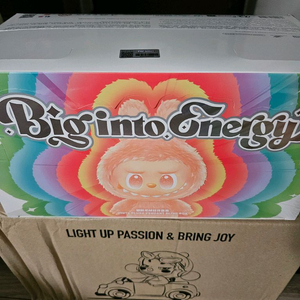 Big into Energy
LIGHT UP PASSION & BRING JOY